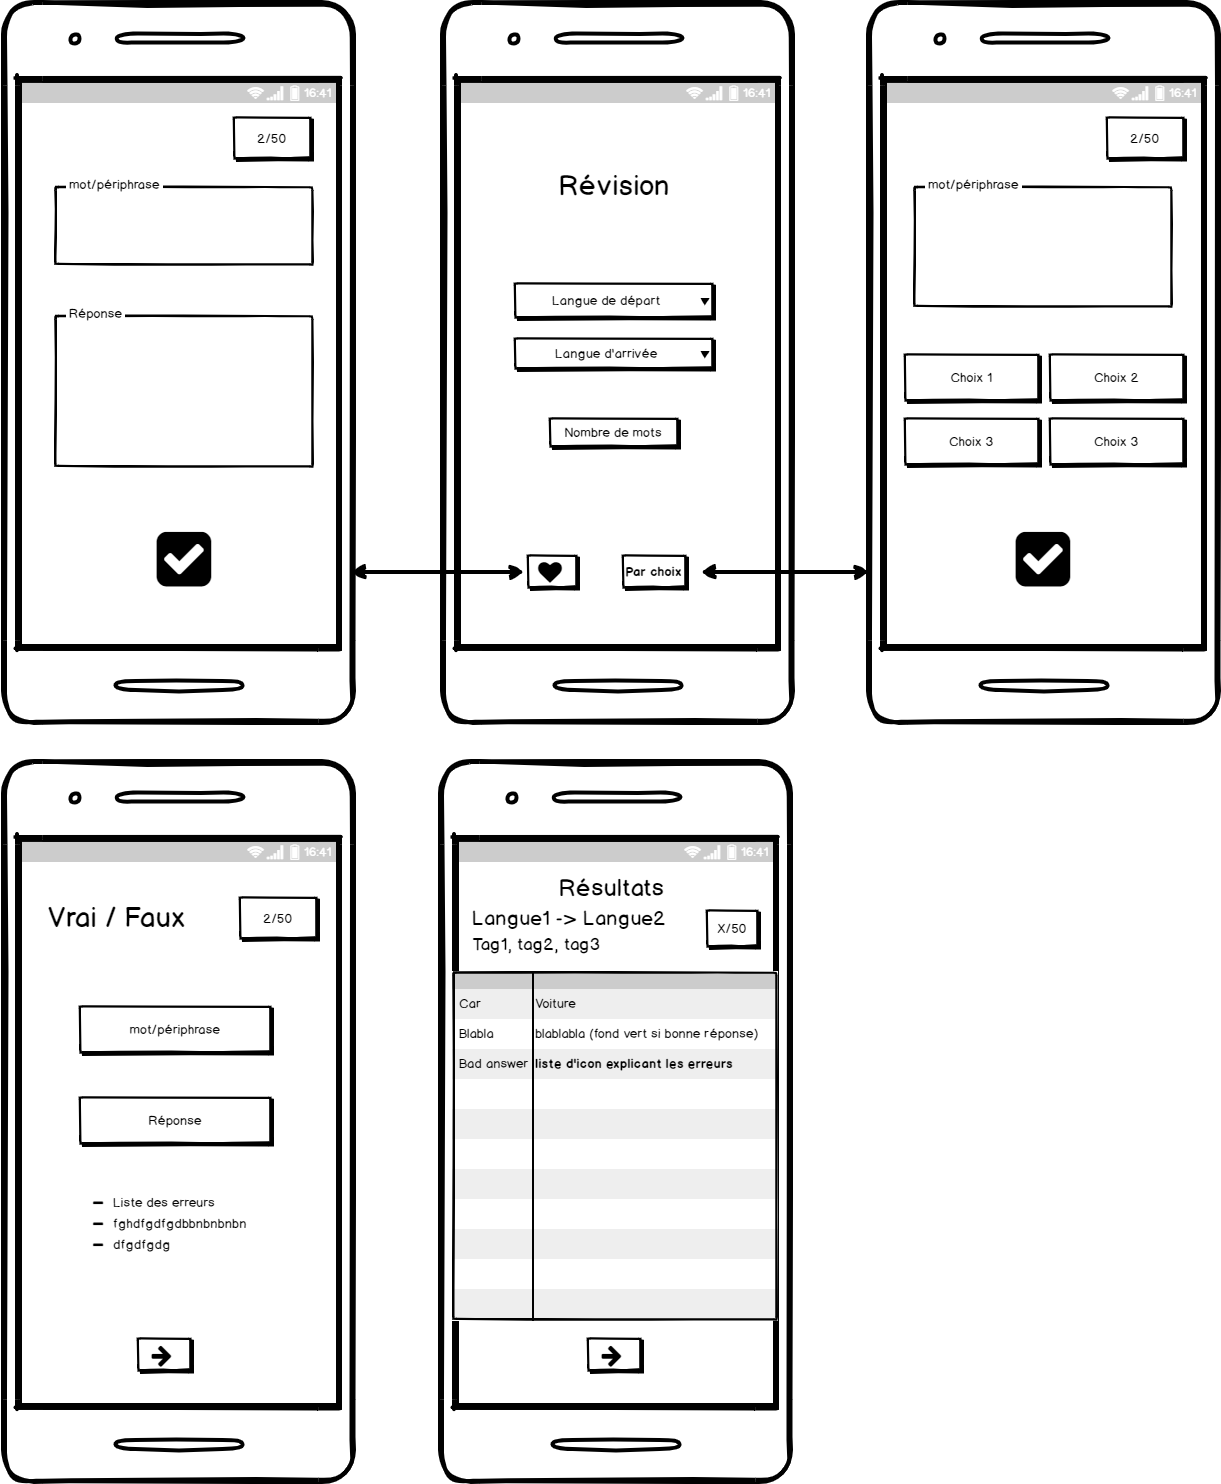 16:41
2/50
mot/périphrase
Réponse
16:41
Révision
Langue de départ
Langue d'arrivée
Nombre de mots
Par choix
16:41
2/50
mot/périphrase
Choix 1
Choix 2
Choix 3
Choix 3
16:41
Vrai / Faux
2/50
mot/périphrase
Réponse
– Liste des erreurs
– fghdfgdfgdbbnbnbnbn
– dfgdfgdg
16:41
Résultats
Langue1 -> Langue2
X/50
Tag1, tag2, tag3
Car Voiture
Blabla blablabla (fond vert si bonne réponse)
Bad answer liste d'icon explicant les erreurs